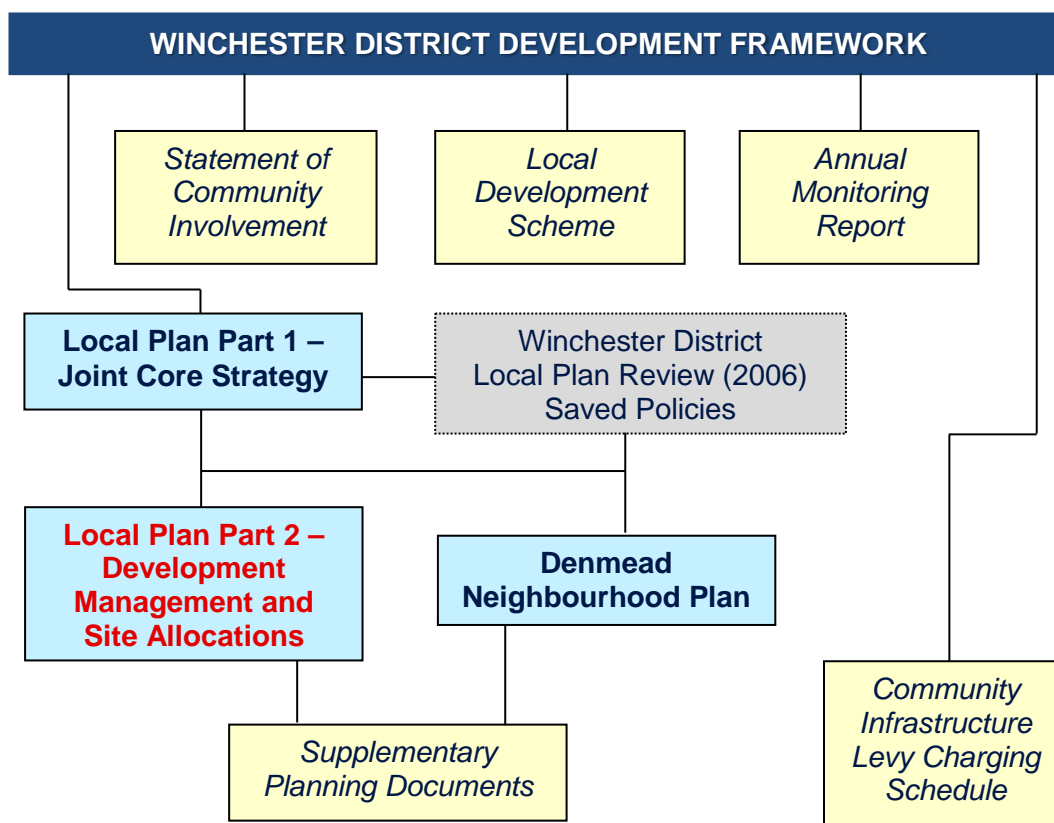 WINCHESTER DISTRICT DEVELOPMENT FRAMEWORK
Statement of
Community
Involvement
Local
Development
Scheme
Annual
Monitoring
Report
Local Plan Part 1 –
Joint Core Strategy
Winchester District
Local Plan Review (2006)
Saved Policies
Local Plan Part 2 –
Development
Management and
Site Allocations
Denmead
Neighbourhood Plan
Supplementary
Planning Documents
Community
Infrastructure
Levy Charging
Schedule